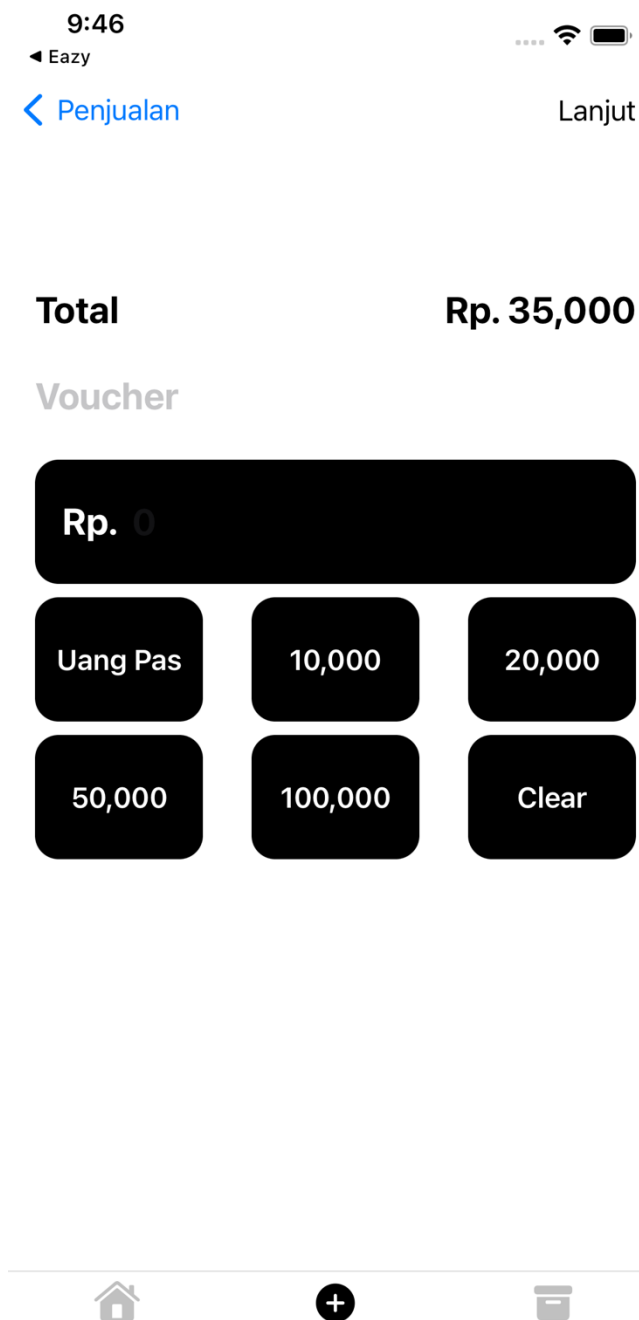 9:46
◀ Eazy
Penjualan
Lanjut
Total
Rp. 35,000
Voucher
Rp. 0
Uang Pas
10,000
20,000
50,000
100,000
Clear